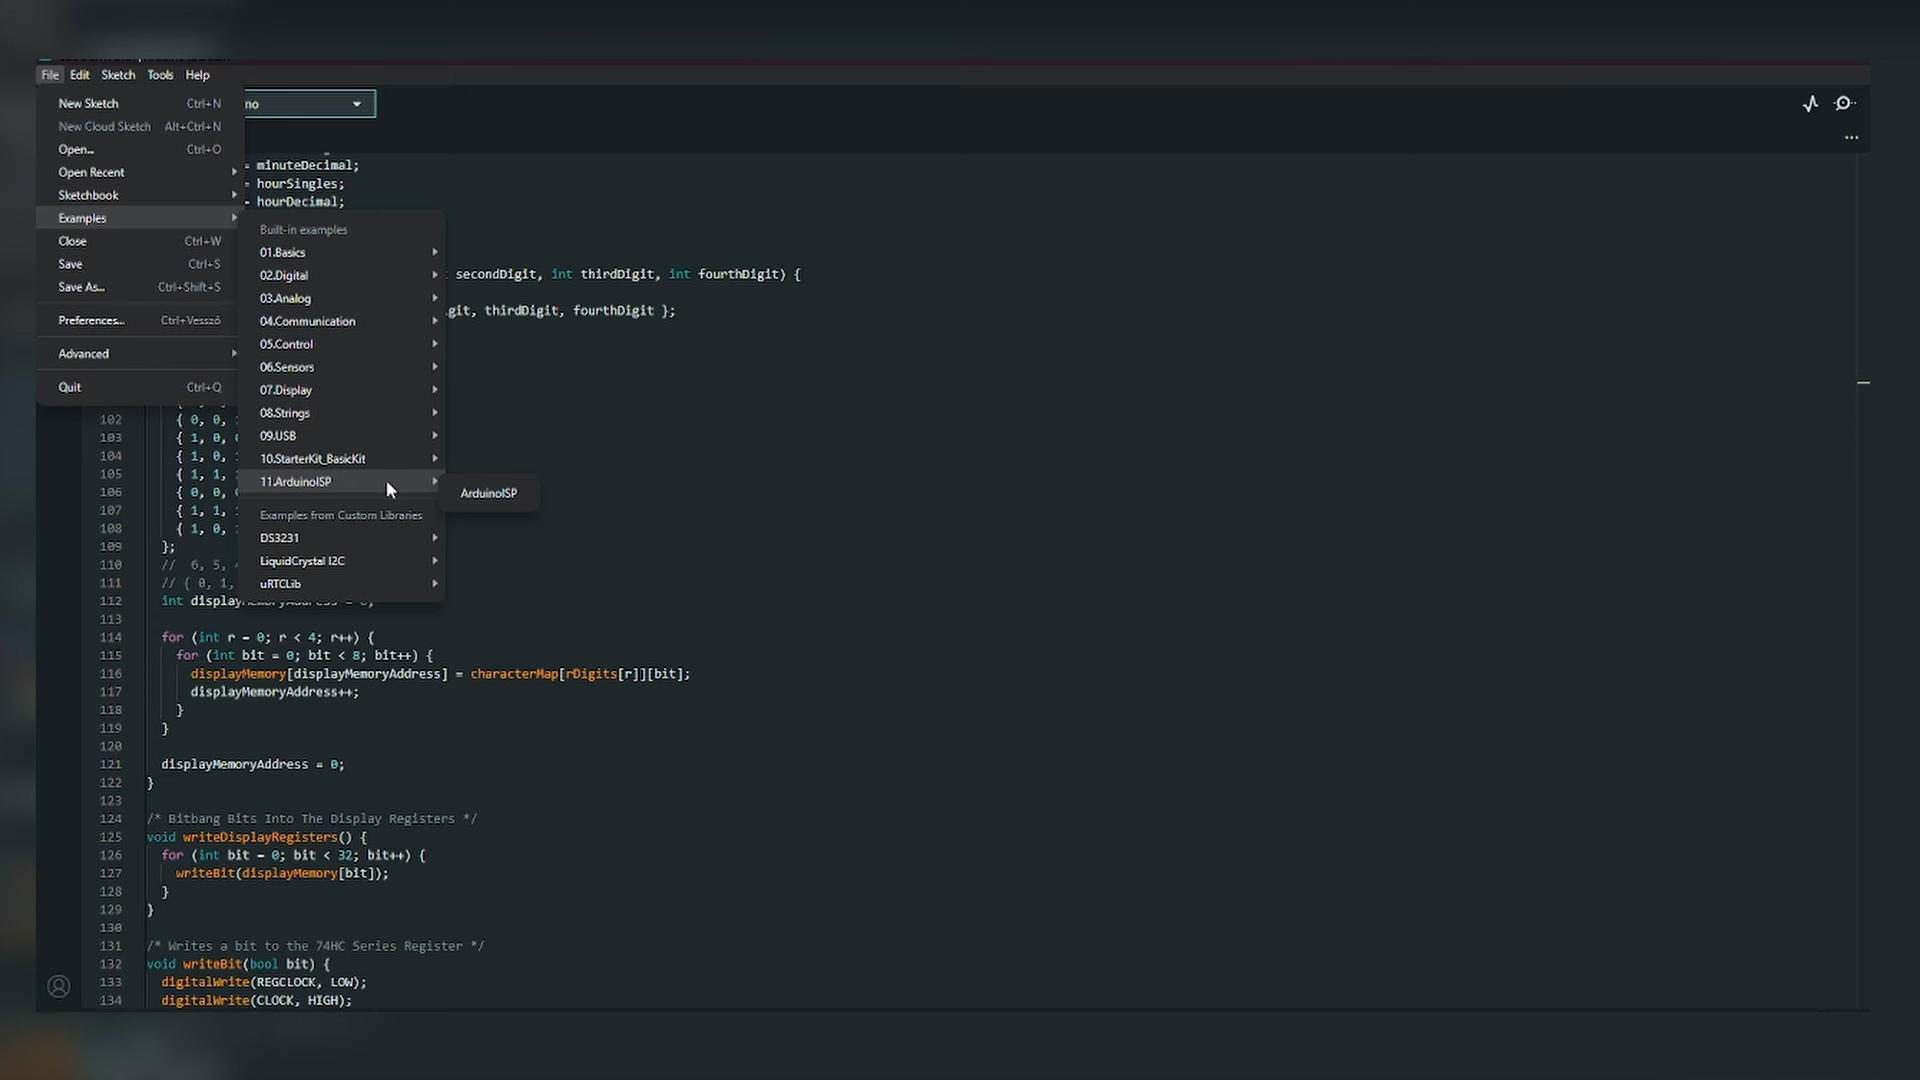 File Edit Sketch Tools Help
New Sketch Ctrl+N
no
New Cloud Sketch Alt+Ctrl+N
Open... Ctrl+O
Open Recent
= minuteDecimal;
= hourSingles;
Sketchbook
= hourDecimal;
Examples
Built-in examples
Close Ctrl+W
01.Basics
Save Ctrl+S
02.Digital
secondDigit, int thirdDigit, int fourthDigit) {
Save As... Ctrl+Shift+S
03.Analog
git, thirdDigit, fourthDigit };
Preferences... Ctrl+Vessző
04.Communication
05.Control
Advanced
06.Sensors
Quit Ctrl+Q
07.Display
08.Strings
09.USB
10.StarterKit_BasicKit
11.ArduinoISP
ArduinoISP
Examples from Custom Libraries
DS3231
LiquidCrystal I2C
uRTCLib
102 { 0, 0,
103 { 1, 0,
104 { 1, 0,
105 { 1, 1,
106 { 0, 0,
107 { 1, 1,
108 { 1, 0,
109 };
110 // 6, 5,
111 // { 0, 1,
112 int displayMemoryAddress = 0;
113
114 for (int r = 0; r < 4; r++) {
115 for (int bit = 0; bit < 8; bit++) {
116 displayMemory[displayMemoryAddress] = characterMap[rDigits[r]][bit];
117 displayMemoryAddress++;
118 }
119 }
120
121 displayMemoryAddress = 0;
122 }
123
124 /* Bitbang Bits Into The Display Registers */
125 void writeDisplayRegisters() {
126 for (int bit = 0; bit < 32; bit++) {
127 writeBit(displayMemory[bit]);
128 }
129 }
130
131 /* Writes a bit to the 74HC Series Register */
132 void writeBit(bool bit) {
133 digitalWrite(REGCLOCK, LOW);
134 digitalWrite(CLOCK, HIGH);